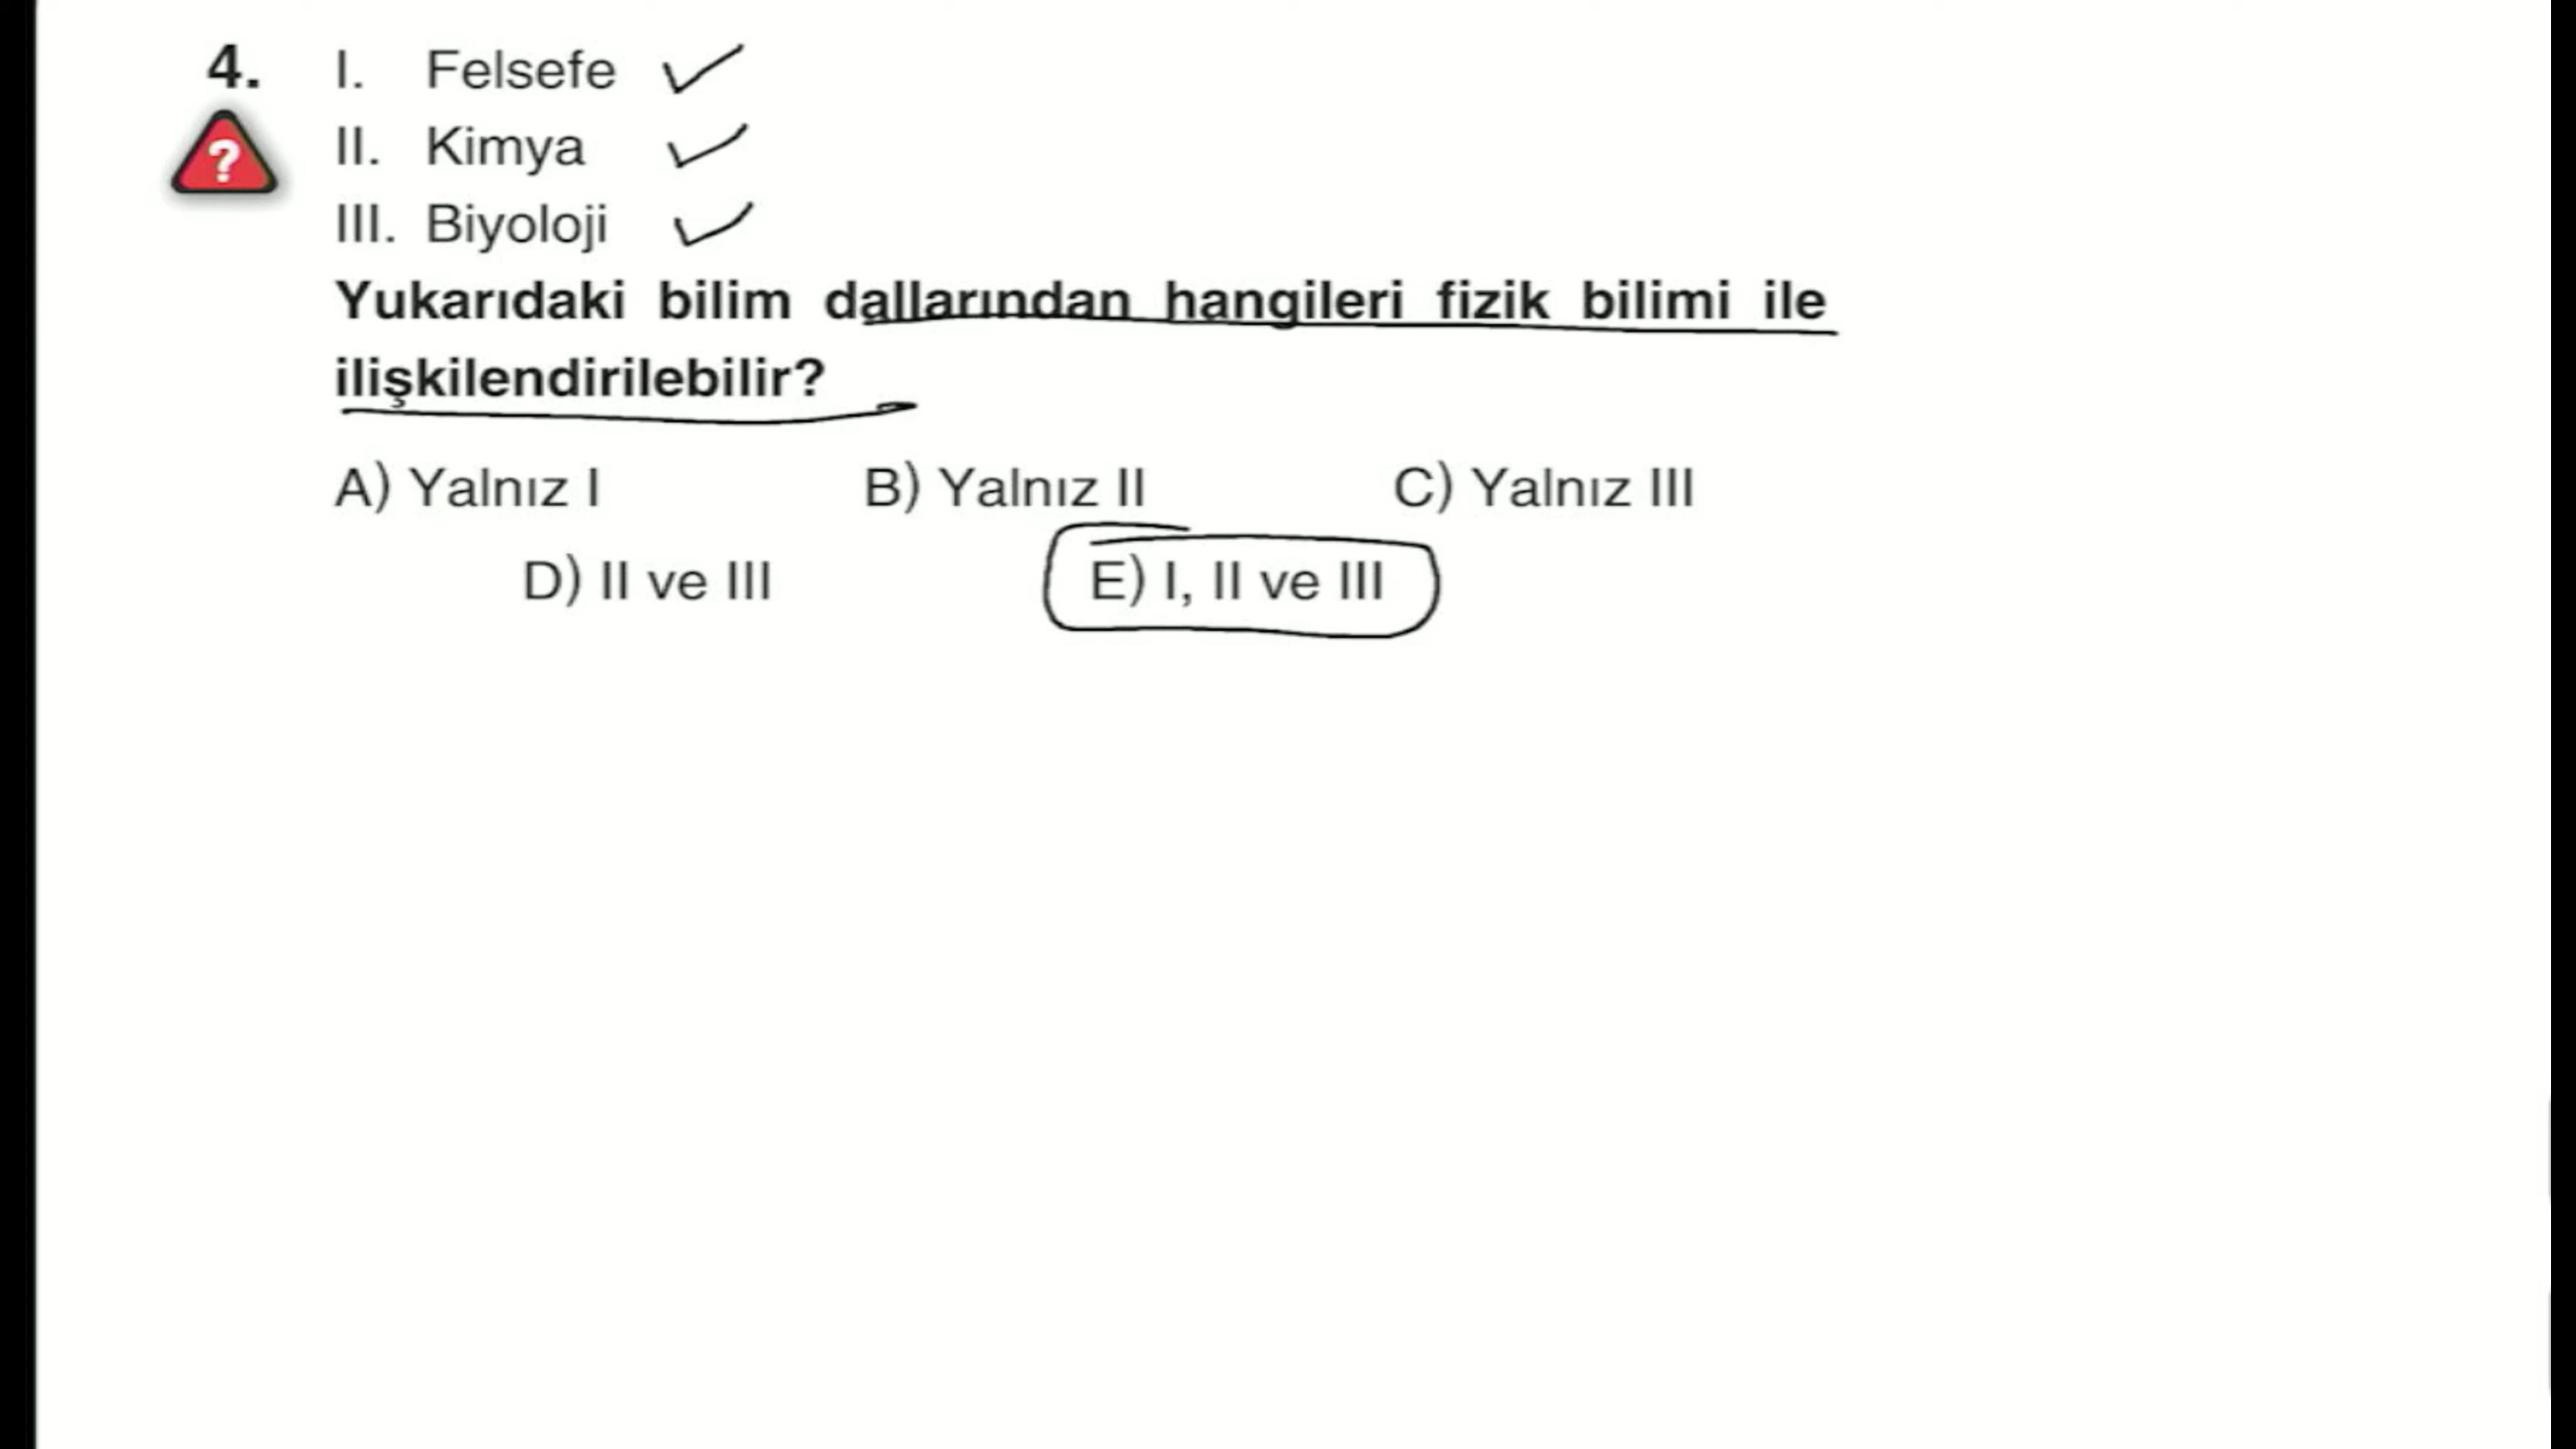 4. I. Felsefe
?
II. Kimya
III. Biyoloji
Yukarıdaki bilim dallarından hangileri fizik bilimi ile
ilişkilendirilebilir?
A) Yalnız I B) Yalnız II C) Yalnız III
D) II ve III E) I, II ve III